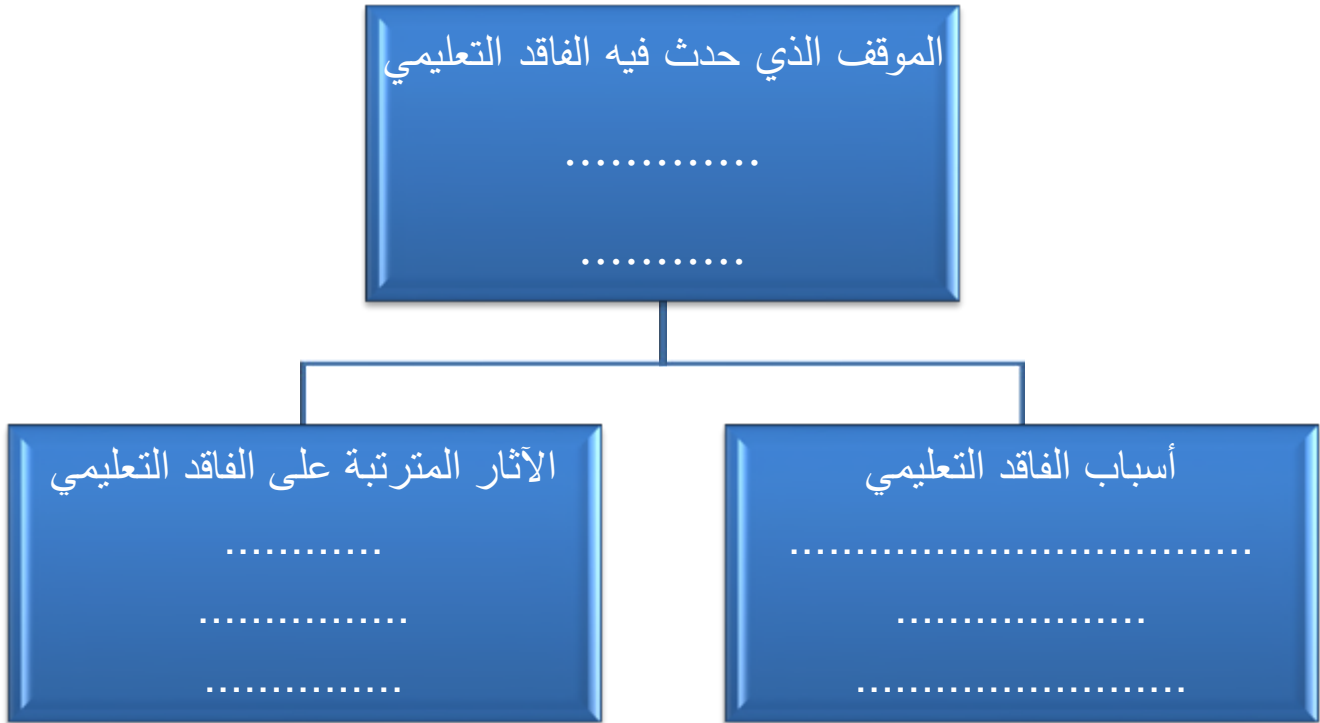 الموقف الذي حدث فيه الفاقد التعليمي
.............
...........
أسباب الفاقد التعليمي
...................................
...................
.........................
الآثار المترتبة على الفاقد التعليمي
............
................
...............